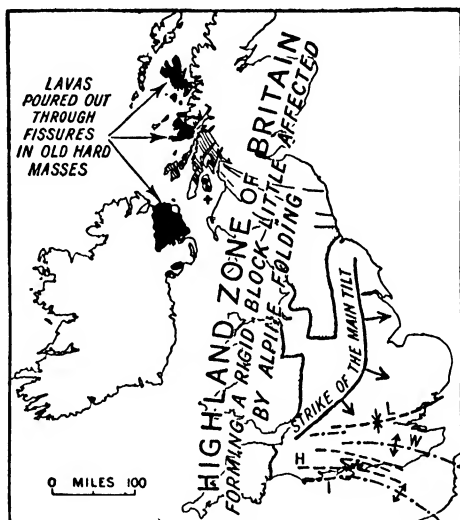 LAVAS
POURED OUT
THROUGH
FISSURES
IN OLD HARD
MASSES
HIGHLAND ZONE OF BRITAIN
FORMING A RIGID BLOCK LITTLE AFFECTED
BY ALPINE FOLDING
STRIKE OF THE MAIN TILT
L
W
H
I
0 MILES 100